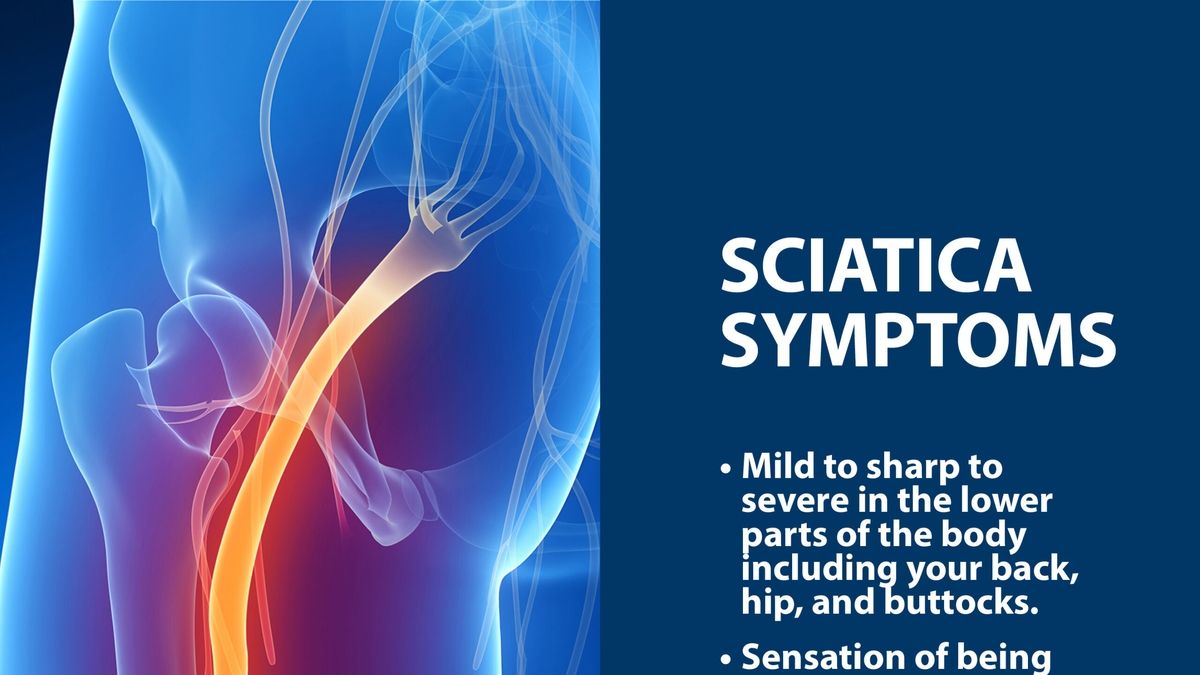 SCIATICA
SYMPTOMS
• Mild to sharp to
severe in the lower
parts of the body
including your back,
hip, and buttocks.
• Sensation of being